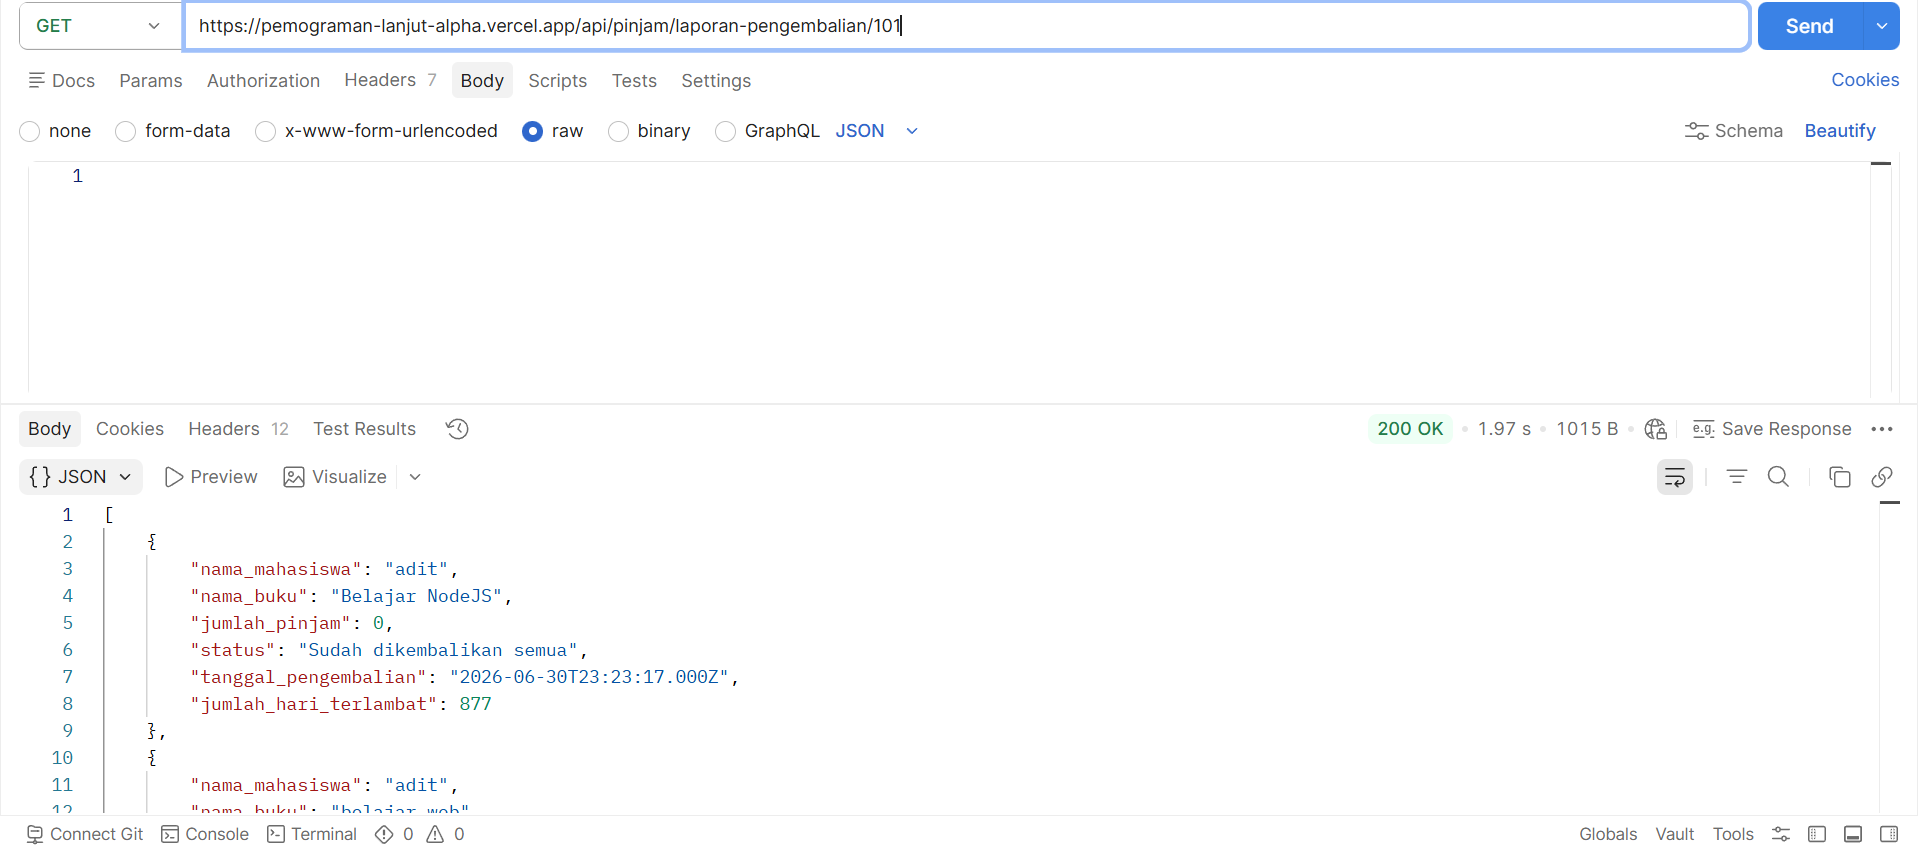 GET https://pemograman-lanjut-alpha.vercel.app/api/pinjam/laporan-pengembalian/101 Send
Docs Params Authorization Headers 7 Body Scripts Tests Settings Cookies
none form-data x-www-form-urlencoded raw binary GraphQL JSON Schema Beautify
1
Body Cookies Headers 12 Test Results 200 OK • 1.97 s • 1015 B • e.g. Save Response
{} JSON Preview Visualize
1 [
2 {
3 "nama_mahasiswa": "adit",
4 "nama_buku": "Belajar NodeJS",
5 "jumlah_pinjam": 0,
6 "status": "Sudah dikembalikan semua",
7 "tanggal_pengembalian": "2026-06-30T23:23:17.000Z",
8 "jumlah_hari_terlambat": 877
9 },
10 {
11 "nama_mahasiswa": "adit",
12 "nama_buku": "belajar web"
Connect Git Console Terminal 0 0 Globals Vault Tools